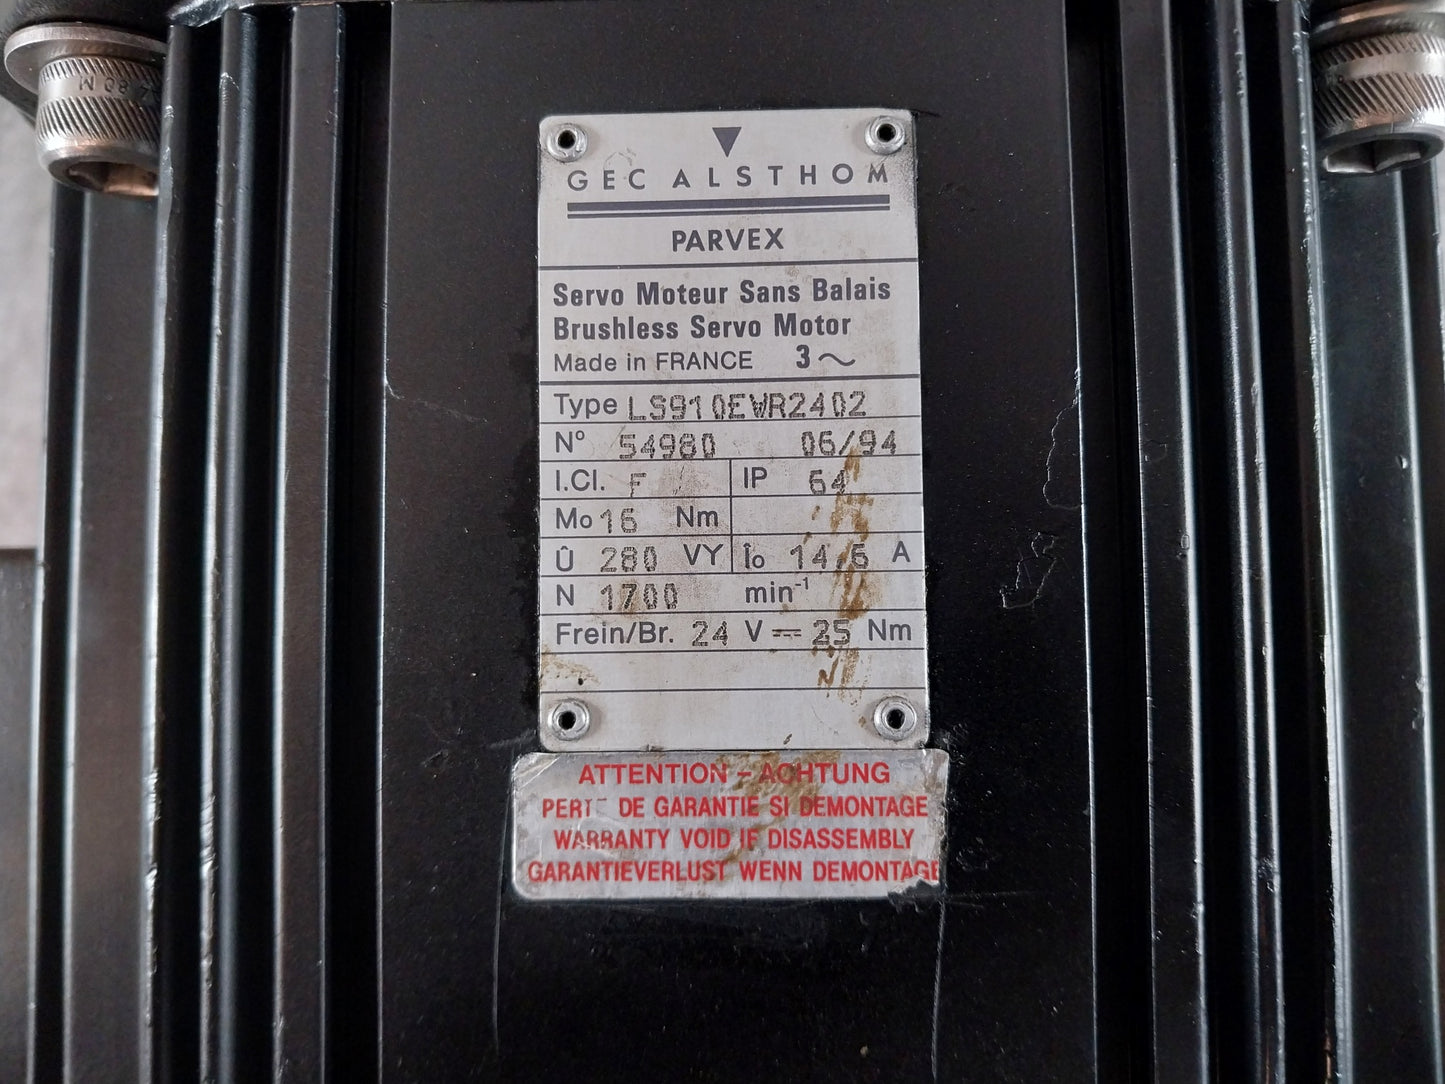 GEC ALSTHOM
PARVEX
Servo Moteur Sans Balais
Brushless Servo Motor
Made in FRANCE 3~
Type LS910EWR2402
N° 54980 06/94
I.Cl. F IP 64
Mo 16 Nm
Û 280 VY Îo 14,6 A
N 1700 min⁻¹
Frein/Br. 24 V ⎓ 25 Nm
ATTENTION - ACHTUNG
PERTE DE GARANTIE SI DEMONTAGE
WARRANTY VOID IF DISASSEMBLY
GARANTIEVERLUST WENN DEMONTAGE